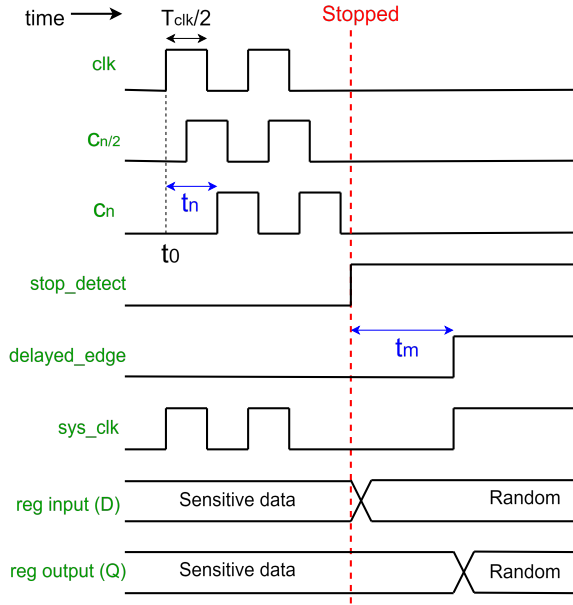 time
Tclk/2
Stopped
clk
cn/2
tn
cn
t0
stop_detect
tm
delayed_edge
sys_clk
reg input (D)
Sensitive data
Random
reg output (Q)
Sensitive data
Random